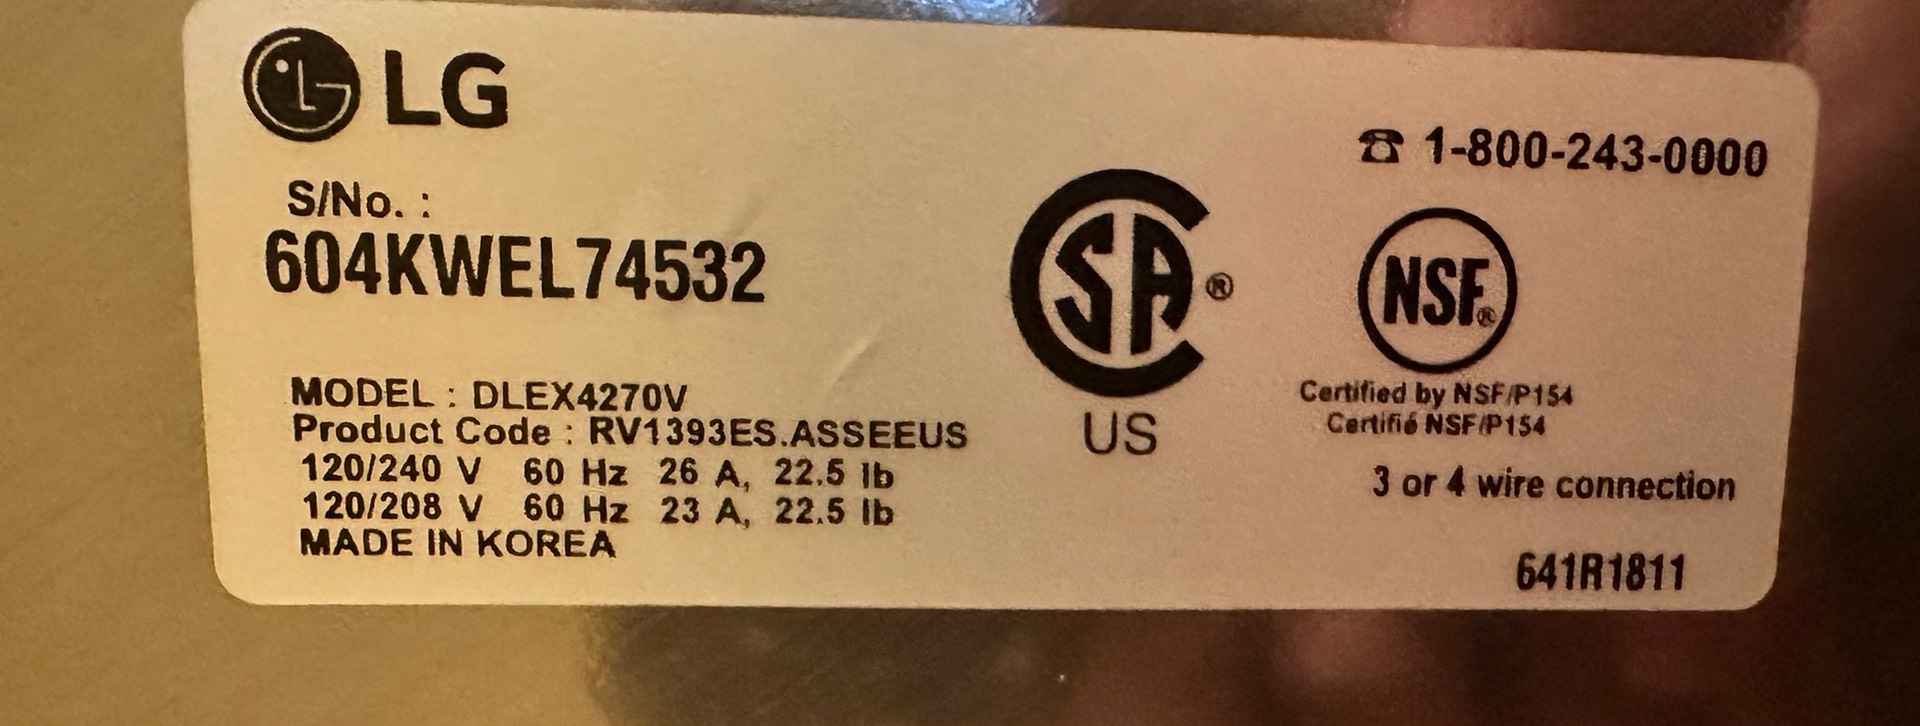 LG
☎ 1-800-243-0000
S/No. :
604KWEL74532
SA ®
US
NSF®
Certified by NSF/P154
Certifié NSF/P154
MODEL : DLEX4270V
Product Code : RV1393ES.ASSEEUS
120/240 V 60 Hz 26 A, 22.5 lb
120/208 V 60 Hz 23 A, 22.5 lb
MADE IN KOREA
3 or 4 wire connection
641R1811